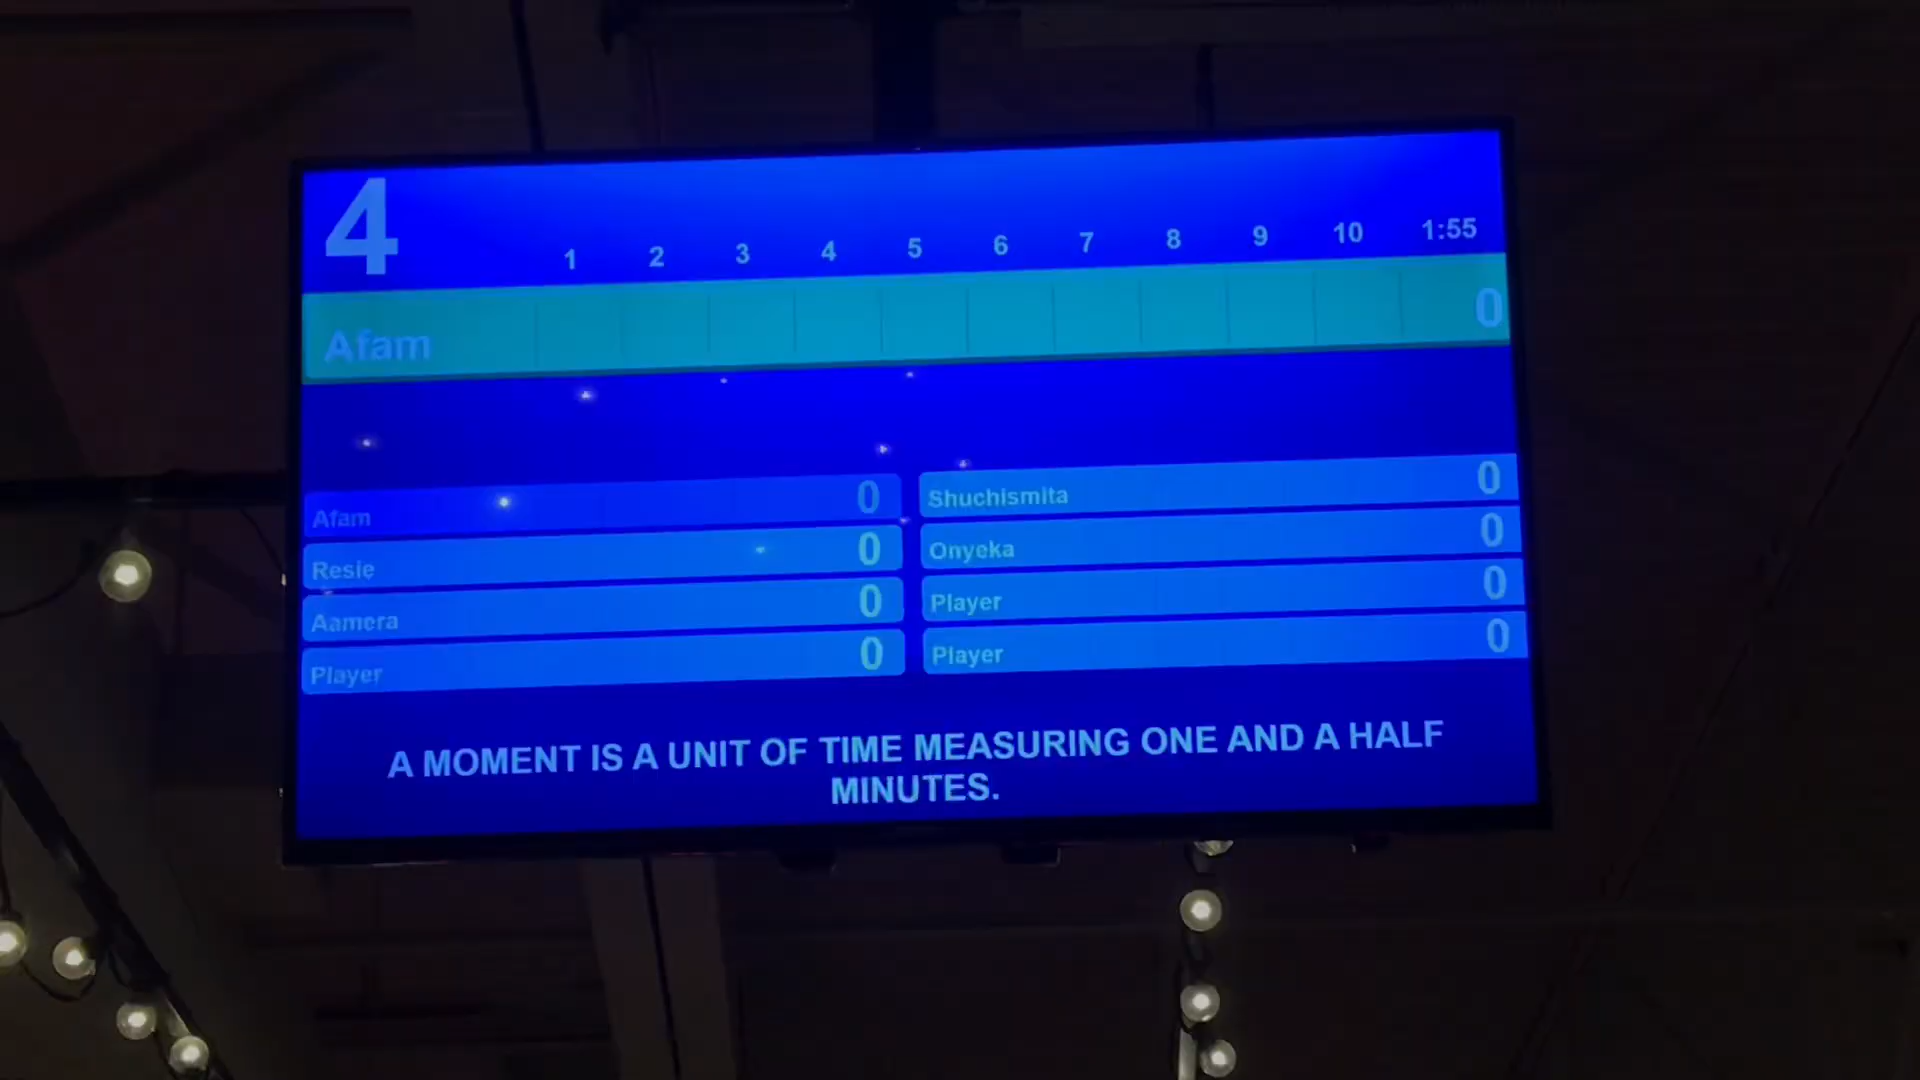 4
1 2 3 4 5 6 7 8 9 10 1:55
Afam 0
Afam 0
Resie 0
Aamera 0
Player 0
Shuchismita 0
Onyeka 0
Player 0
Player 0
A MOMENT IS A UNIT OF TIME MEASURING ONE AND A HALF
MINUTES.